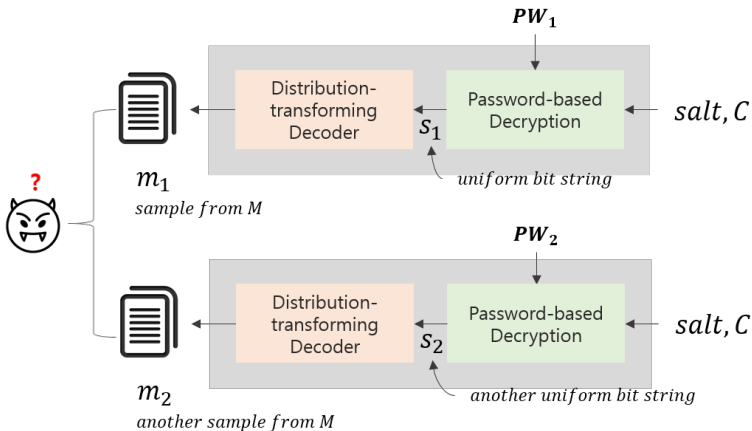 PW₁
Distribution-
transforming
Decoder
s₁
Password-based
Decryption
salt, C
?
m₁
sample from M
uniform bit string
PW₂
Distribution-
transforming
Decoder
s₂
Password-based
Decryption
salt, C
m₂
another sample from M
another uniform bit string